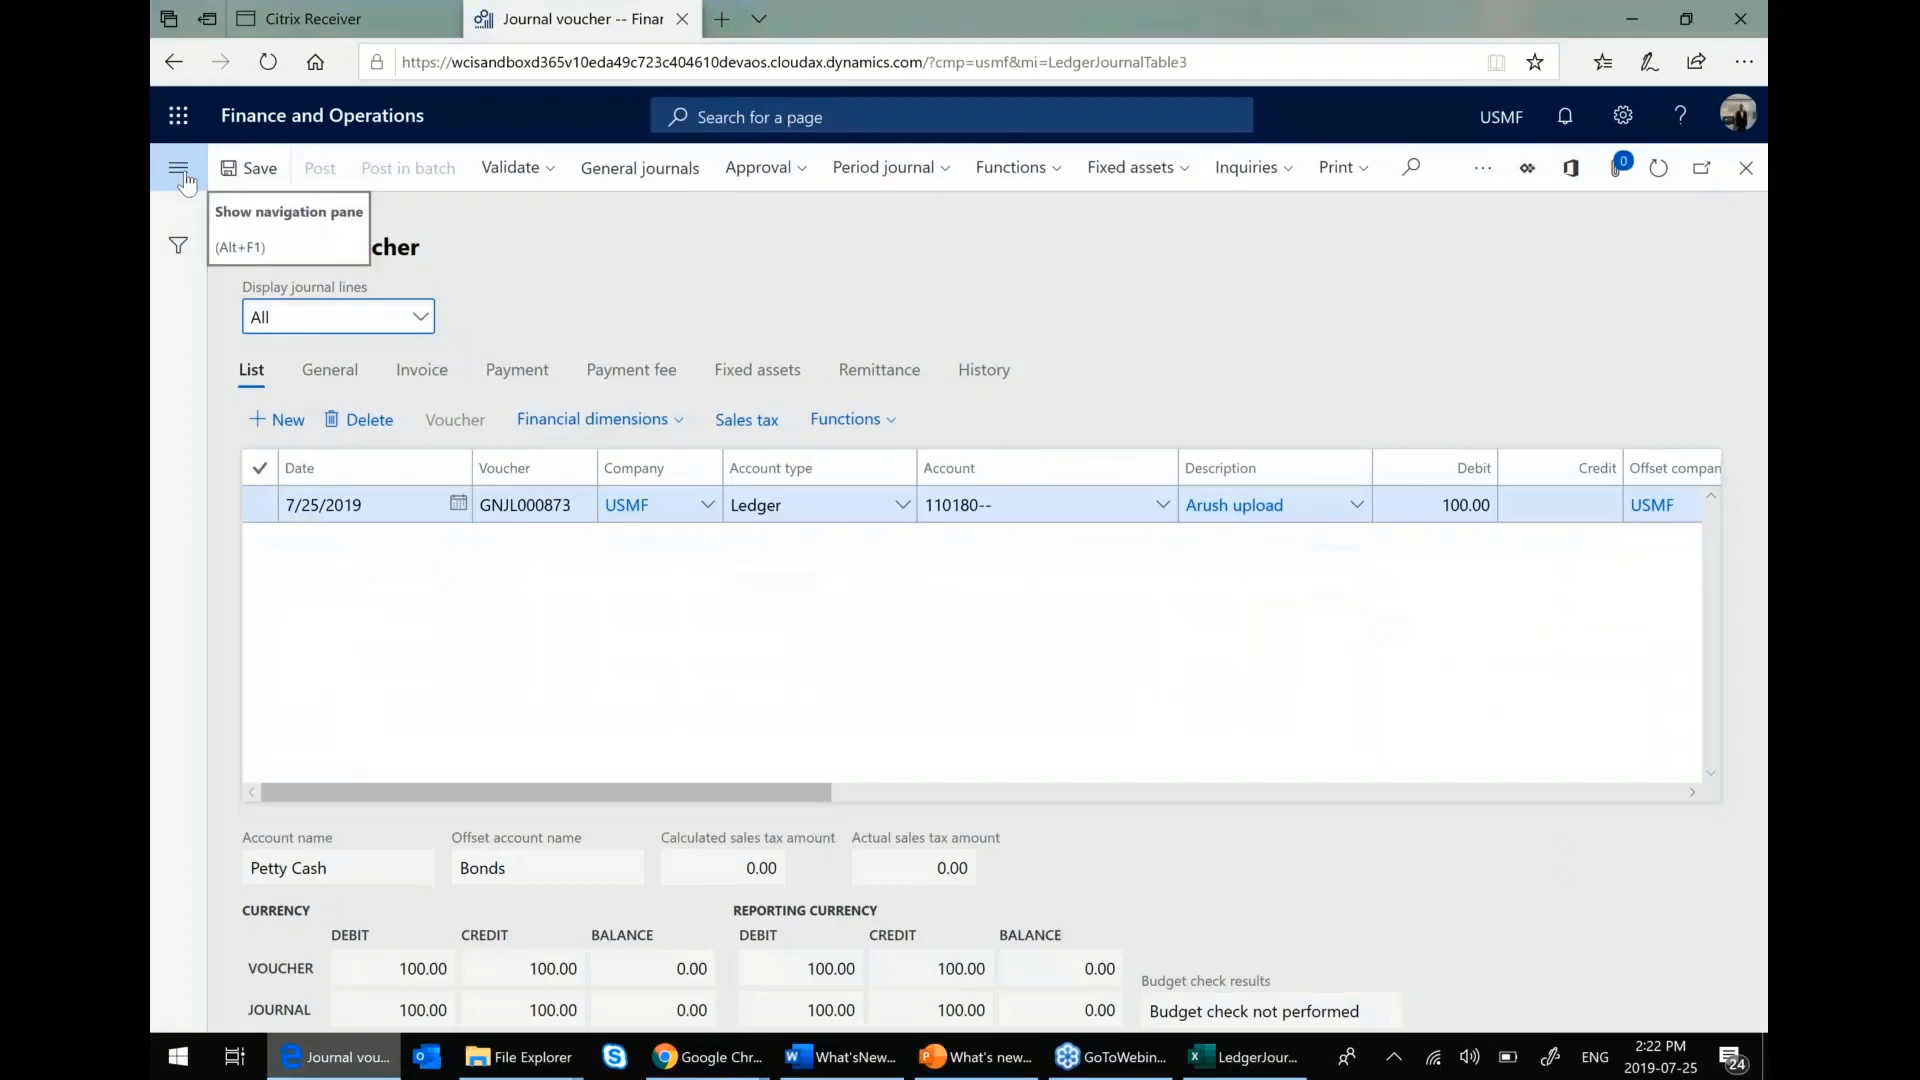 Citrix Receiver
Journal voucher -- Finar
https://wcisandboxd365v10eda49c723c404610devaos.cloudax.dynamics.com/?cmp=usmf&mi=LedgerJournalTable3
Finance and Operations
Search for a page
USMF
?
Save
Post
Post in batch
Validate
General journals
Approval
Period journal
Functions
Fixed assets
Inquiries
Print
0
Show navigation pane
(Alt+F1)
cher
Display journal lines
All
List
General
Invoice
Payment
Payment fee
Fixed assets
Remittance
History
New
Delete
Voucher
Financial dimensions
Sales tax
Functions
Date Voucher Company Account type Account Description Debit Credit Offset compan
7/25/2019 GNJL000873 USMF Ledger 110180-- Arush upload 100.00 USMF
Account name
Offset account name
Calculated sales tax amount
Actual sales tax amount
Petty Cash
Bonds
0.00
0.00
CURRENCY
REPORTING CURRENCY
DEBIT CREDIT BALANCE DEBIT CREDIT BALANCE
VOUCHER 100.00 100.00 0.00 100.00 100.00 0.00
JOURNAL 100.00 100.00 0.00 100.00 100.00 0.00
Budget check results
Budget check not performed
Journal vou...
File Explorer
Google Chr...
What'sNew...
What's new...
GoToWebin...
LedgerJour...
ENG
2:22 PM
2019-07-25
24